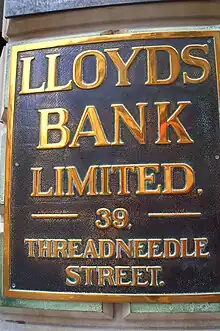 LLOYDS
BANK
LIMITED.
39.
THREADNEEDLE
STREET.